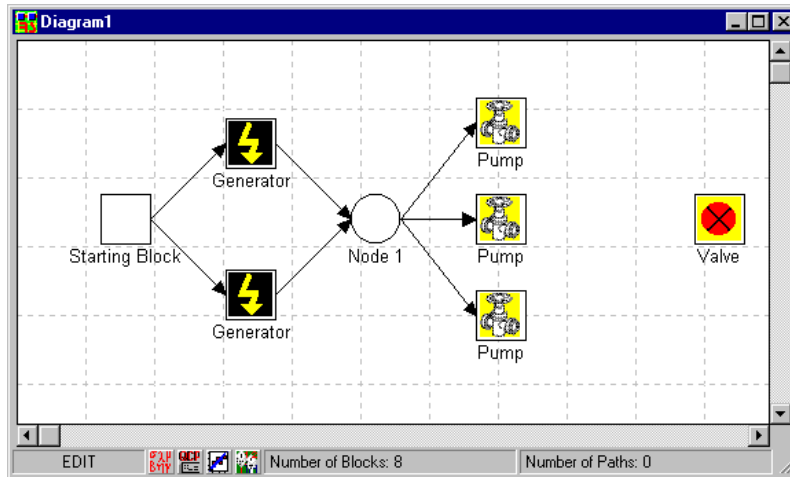 Diagram1
Pump
Generator
Starting Block
Node 1
Pump
Valve
Generator
Pump
EDIT
QCP
Number of Blocks: 8
Number of Paths: 0